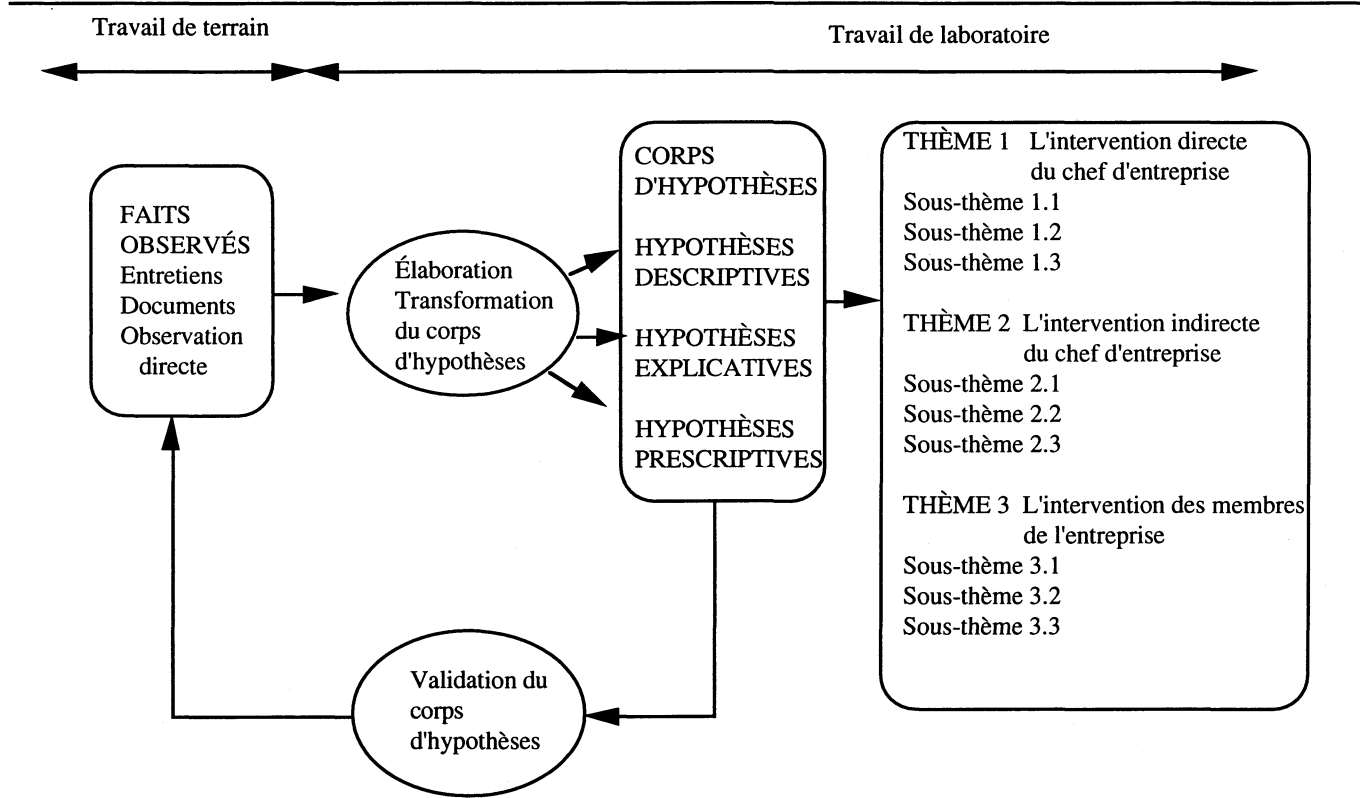 Travail de terrain
Travail de laboratoire
FAITS
OBSERVÉS
Entretiens
Documents
Observation
directe
Élaboration
Transformation
du corps
d'hypothèses
CORPS
D'HYPOTHÈSES
HYPOTHÈSES
DESCRIPTIVES
HYPOTHÈSES
EXPLICATIVES
HYPOTHÈSES
PRESCRIPTIVES
THÈME 1 L'intervention directe
du chef d'entreprise
Sous-thème 1.1
Sous-thème 1.2
Sous-thème 1.3
THÈME 2 L'intervention indirecte
du chef d'entreprise
Sous-thème 2.1
Sous-thème 2.2
Sous-thème 2.3
THÈME 3 L'intervention des membres
de l'entreprise
Sous-thème 3.1
Sous-thème 3.2
Sous-thème 3.3
Validation du
corps
d'hypothèses